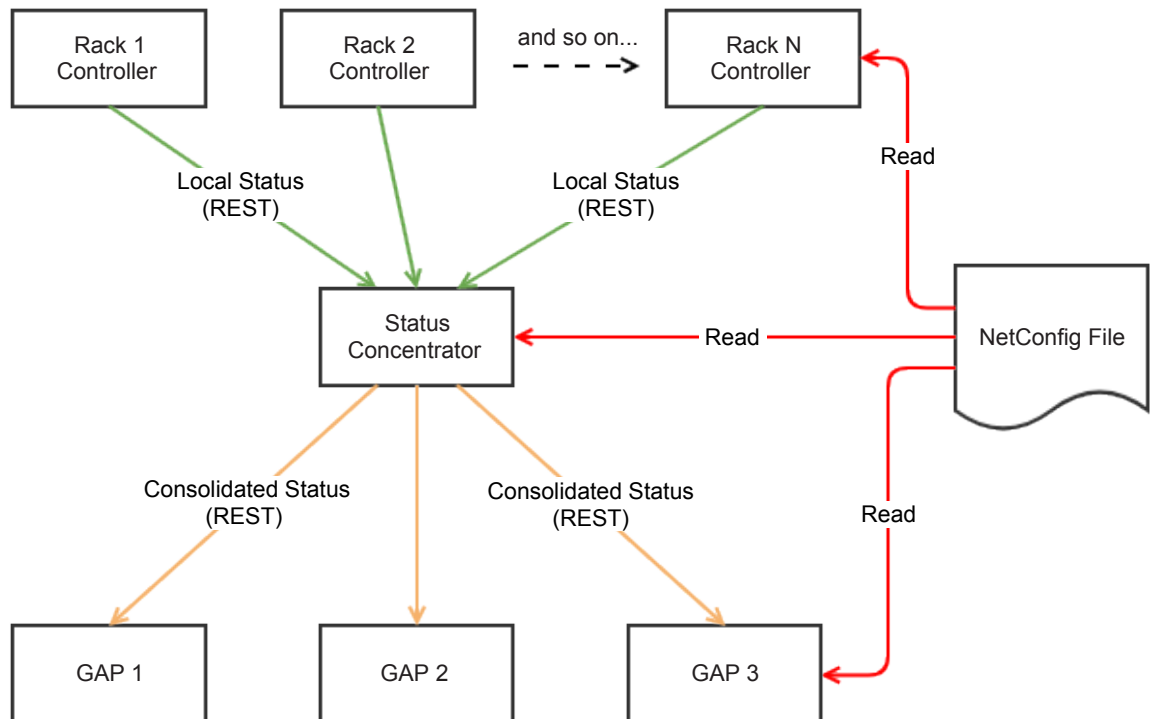 Rack 1
Controller
Rack 2
Controller
and so on...
Rack N
Controller
Read
Local Status
(REST)
Local Status
(REST)
Status
Concentrator
Read
NetConfig File
Consolidated Status
(REST)
Consolidated Status
(REST)
Read
GAP 1
GAP 2
GAP 3